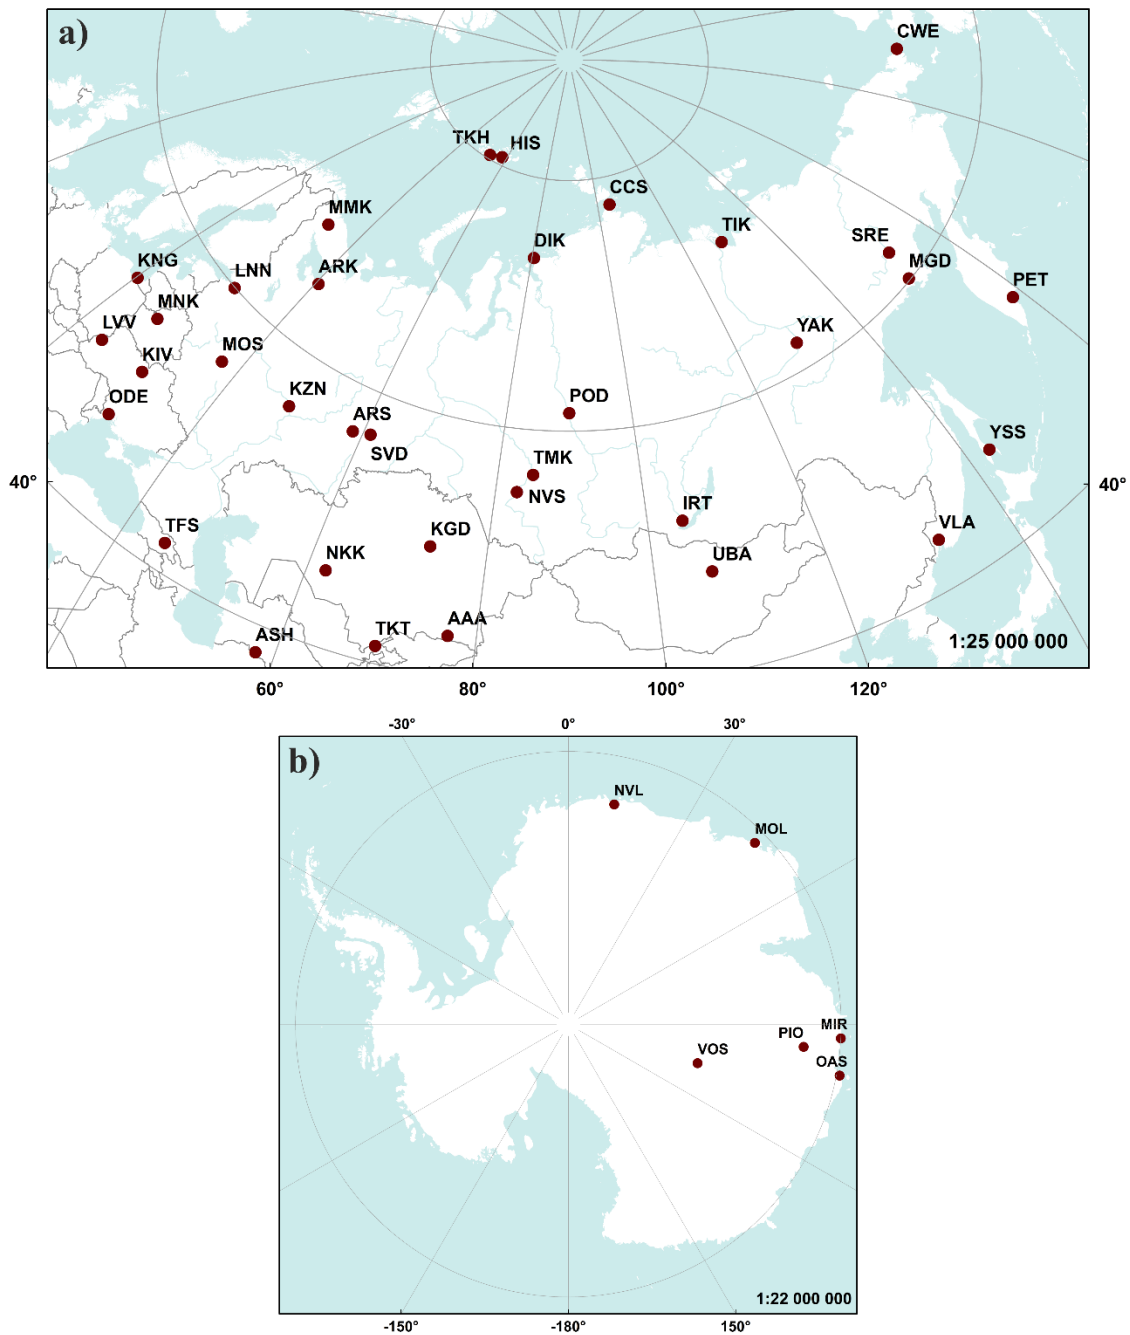 a)
CWE
TKH HIS
CCS
MMK
TIK
SRE
DIK
MGD
KNG
LNN
ARK
PET
MNK
LVV
YAK
MOS
KIV
ODE
KZN
POD
ARS
YSS
SVD
TMK
40°
40°
NVS
IRT
TFS
KGD
VLA
NKK
UBA
AAA
TKT
ASH
1:25 000 000
60°
80°
100°
120°
-30°
0°
30°
b)
NVL
MOL
MIR
PIO
VOS
OAS
1:22 000 000
-150°
-180°
150°